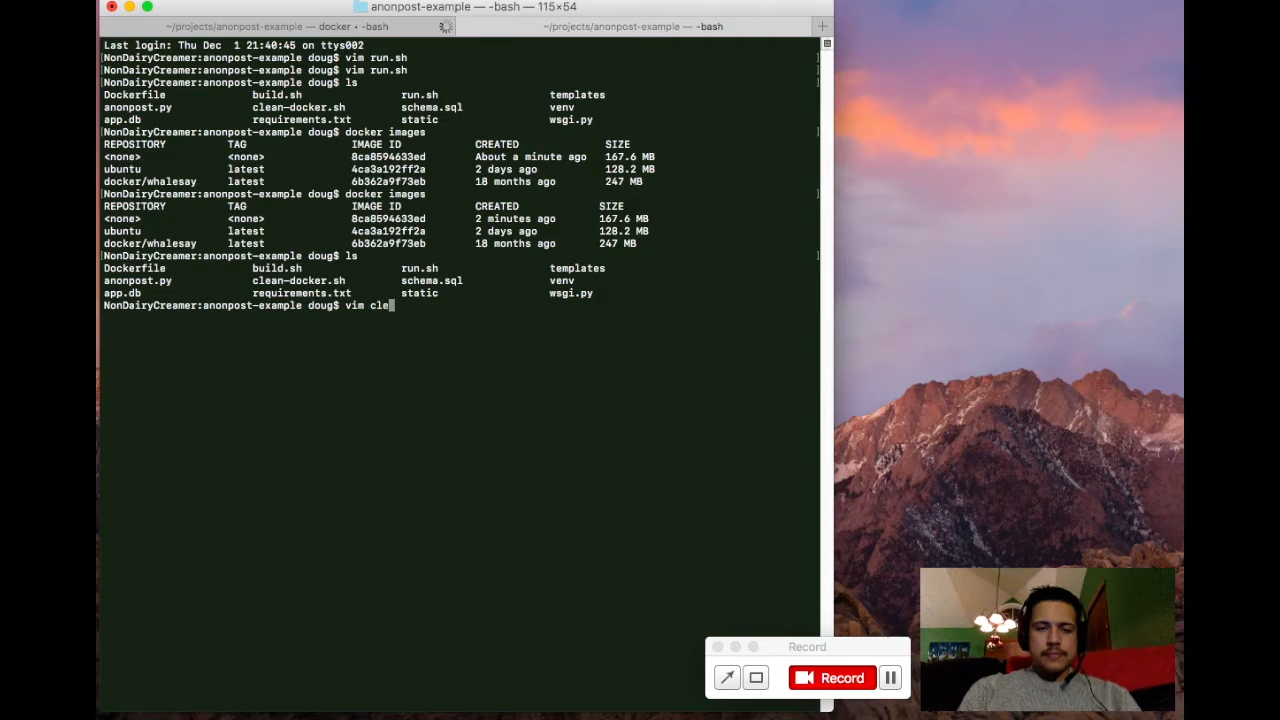 anonpost-example — -bash — 115×54
~/projects/anonpost-example — docker • -bash
~/projects/anonpost-example — -bash
Last login: Thu Dec  1 21:40:45 on ttys002
[NonDairyCreamer:anonpost-example doug$ vim run.sh ]
[NonDairyCreamer:anonpost-example doug$ vim run.sh ]
[NonDairyCreamer:anonpost-example doug$ ls ]
Dockerfile build.sh run.sh templates
anonpost.py clean-docker.sh schema.sql venv
app.db requirements.txt static wsgi.py
[NonDairyCreamer:anonpost-example doug$ docker images ]
REPOSITORY TAG IMAGE ID CREATED SIZE
<none> <none> 8ca8594633ed About a minute ago 167.6 MB
ubuntu latest 4ca3a192ff2a 2 days ago 128.2 MB
docker/whalesay latest 6b362a9f73eb 18 months ago 247 MB
[NonDairyCreamer:anonpost-example doug$ docker images ]
REPOSITORY TAG IMAGE ID CREATED SIZE
<none> <none> 8ca8594633ed 2 minutes ago 167.6 MB
ubuntu latest 4ca3a192ff2a 2 days ago 128.2 MB
docker/whalesay latest 6b362a9f73eb 18 months ago 247 MB
[NonDairyCreamer:anonpost-example doug$ ls ]
Dockerfile build.sh run.sh templates
anonpost.py clean-docker.sh schema.sql venv
app.db requirements.txt static wsgi.py
NonDairyCreamer:anonpost-example doug$ vim cle
Record
Record